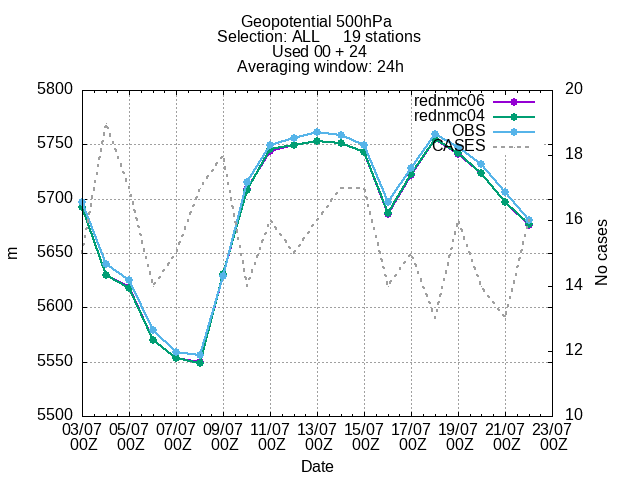 Geopotential 500hPa
Selection: ALL 19 stations
Used 00 + 24
Averaging window: 24h
5800
5750
5700
5650
5600
5550
5500
m
20
18
16
14
12
10
No cases
rednmc06
rednmc04
OBS
CASES
03/07 05/07 07/07 09/07 11/07 13/07 15/07 17/07 19/07 21/07 23/07
00Z 00Z 00Z 00Z 00Z 00Z 00Z 00Z 00Z 00Z 00Z
Date